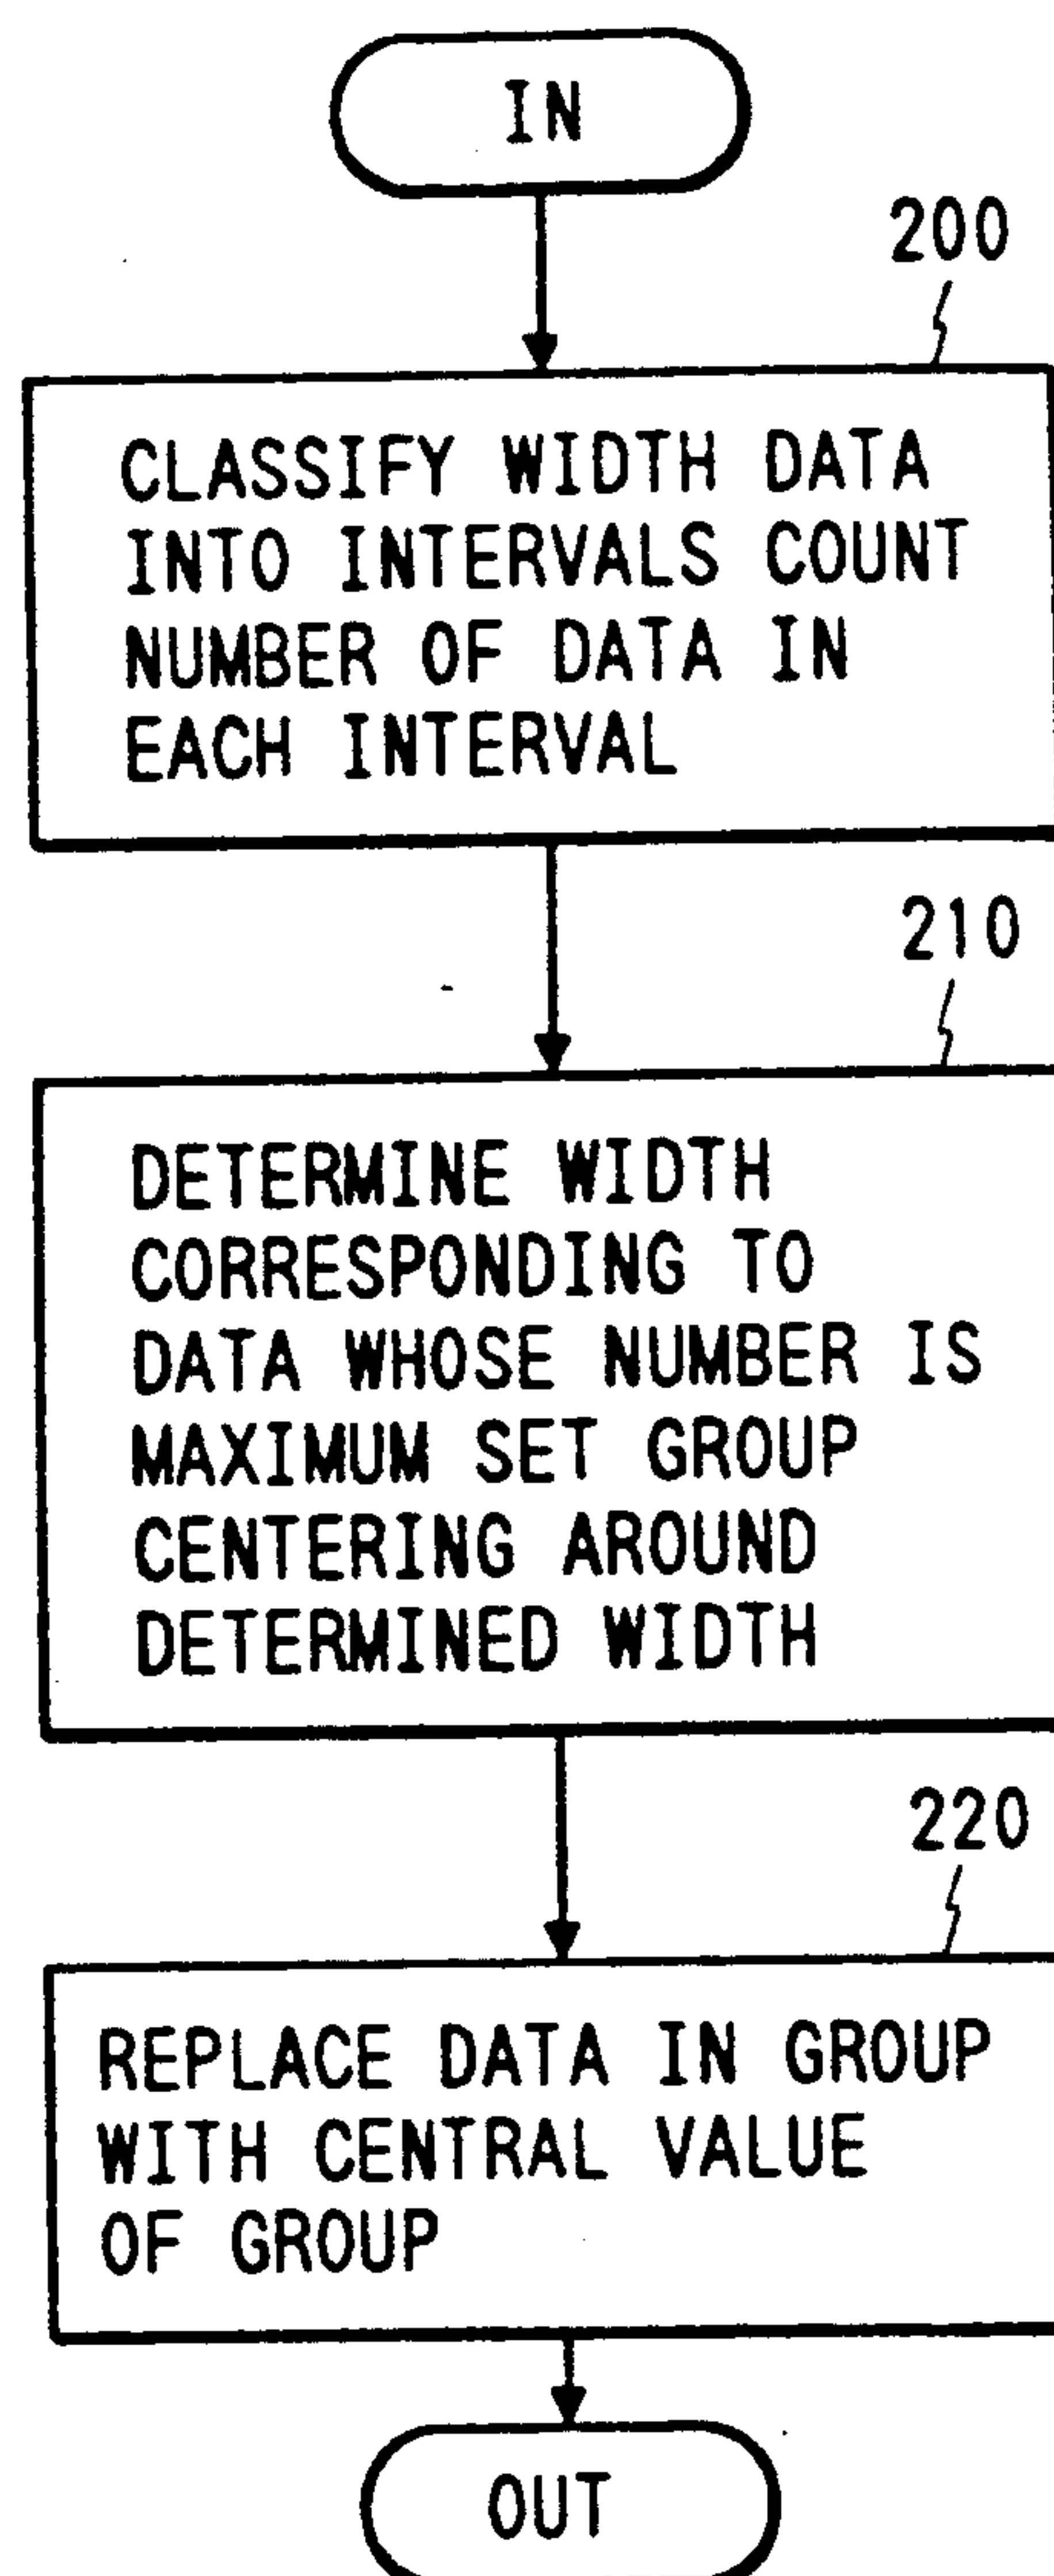 IN
200
CLASSIFY WIDTH DATA
INTO INTERVALS COUNT
NUMBER OF DATA IN
EACH INTERVAL
210
DETERMINE WIDTH
CORRESPONDING TO
DATA WHOSE NUMBER IS
MAXIMUM SET GROUP
CENTERING AROUND
DETERMINED WIDTH
220
REPLACE DATA IN GROUP
WITH CENTRAL VALUE
OF GROUP
OUT